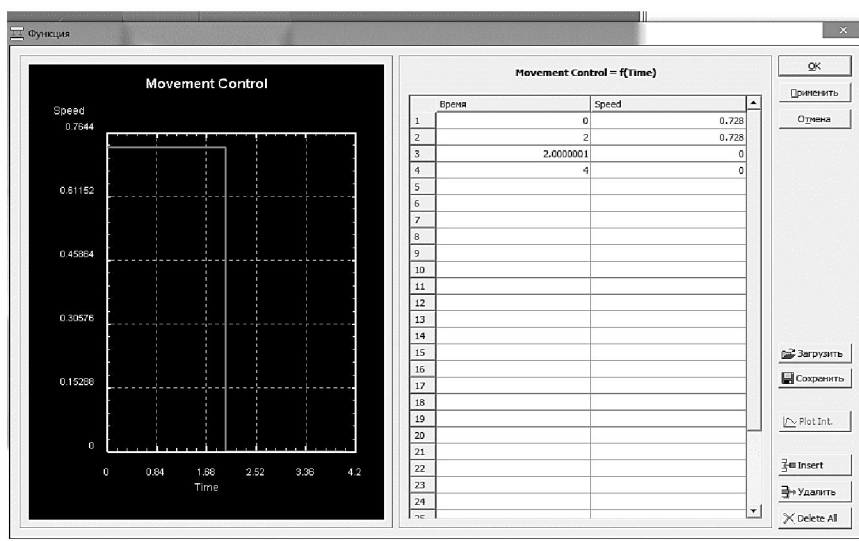 Функция
Movement Control
Speed
0.7644
0.61152
0.45864
0.30576
0.15288
0
0 0.84 1.68 2.52 3.36 4.2
Time
Movement Control = f(Time)
Время Speed
1 0 0.728
2 2 0.728
3 2.0000001 0
4 4 0
5
6
7
8
9
10
11
12
13
14
15
16
17
18
19
20
21
22
23
24
25
OK
Применить
Отмена
Загрузить
Сохранить
Plot Int.
Insert
Удалить
Delete All